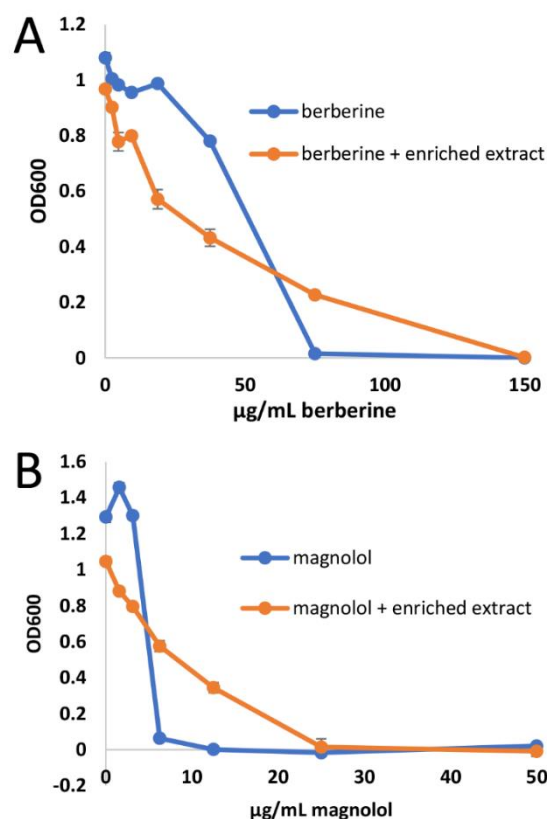 A
1.2
1
0.8
0.6
0.4
0.2
0
OD600
berberine
berberine + enriched extract
0 50 100 150
µg/mL berberine
B
1.6
1.4
1.2
1
0.8
0.6
0.4
0.2
0
-0.2
OD600
magnolol
magnolol + enriched extract
0 10 20 30 40 50
µg/mL magnolol